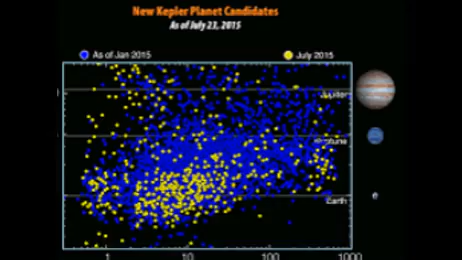 New Kepler Planet Candidates
As of July 23, 2015
As of Jan 2015
July 2015
Jupiter
Neptune
Earth
1
10
100
1000